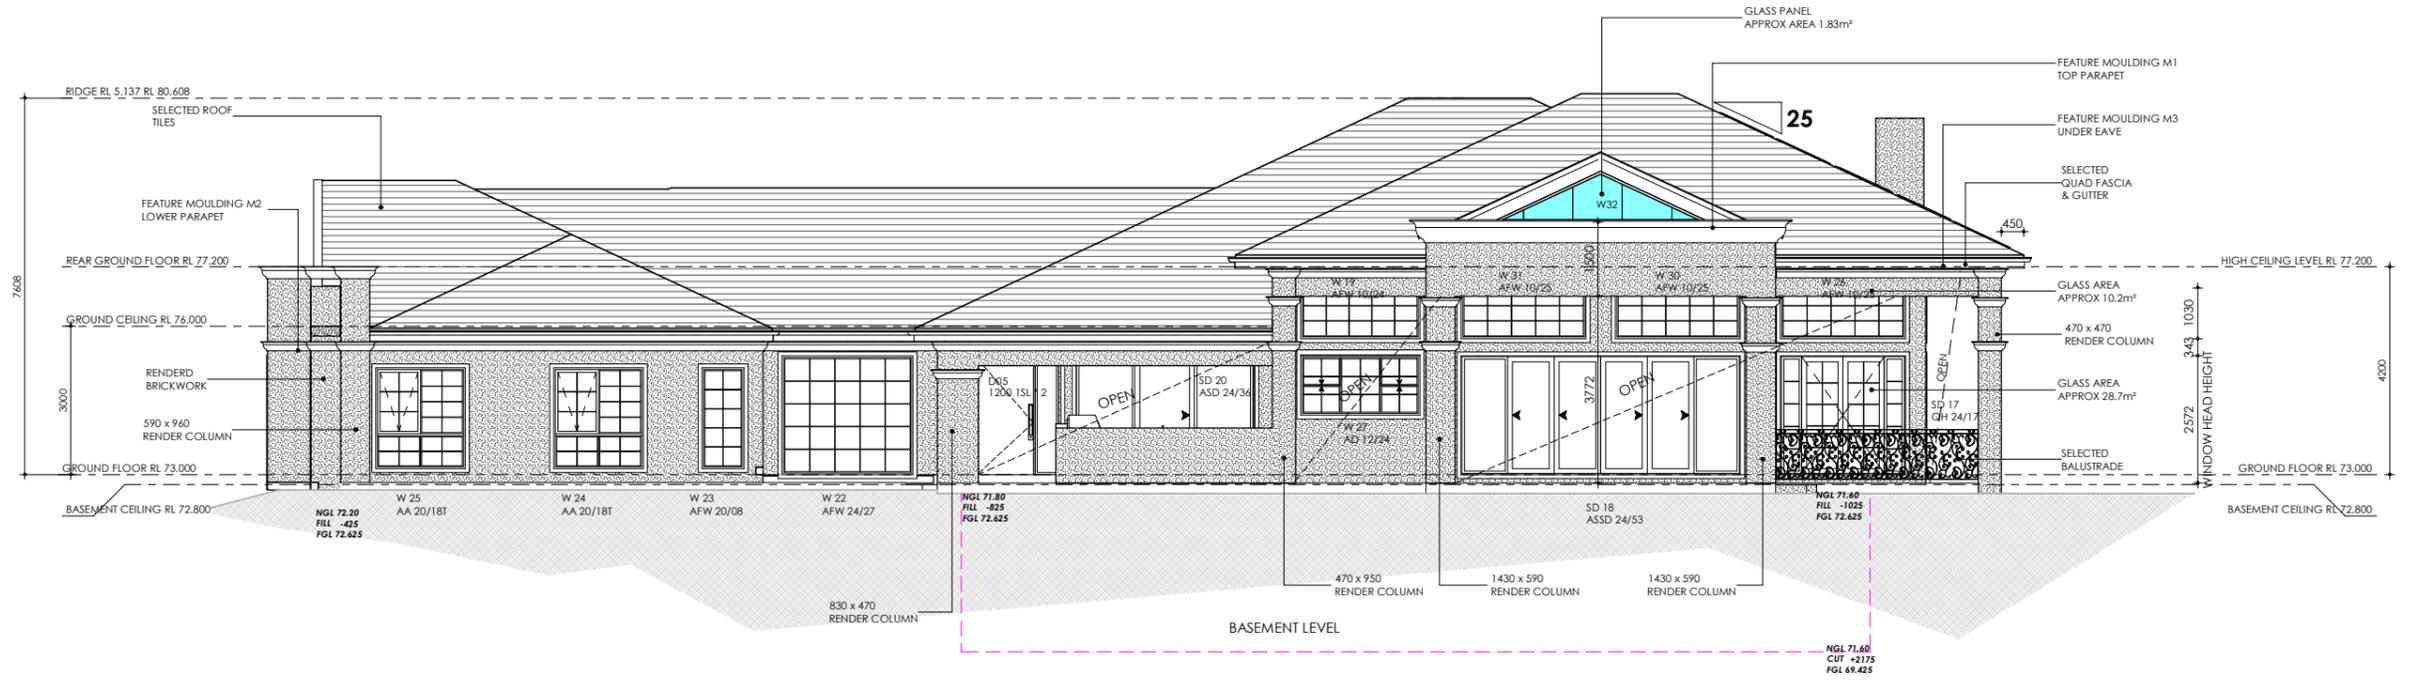 GLASS PANEL
APPROX AREA 1.83m²
FEATURE MOULDING M1
TOP PARAPET
RIDGE RL 5.137 RL 80.608
SELECTED ROOF
TILES
25
FEATURE MOULDING M3
UNDER EAVE
SELECTED
QUAD FASCIA
& GUTTER
FEATURE MOULDING M2
LOWER PARAPET
W32
450
REAR GROUND FLOOR RL 77.200
HIGH CEILING LEVEL RL 77.200
1500
W 19
AFW 10/24
W 31
AFW 10/25
W 30
AFW 10/25
W 26
AFW 10/25
GLASS AREA
APPROX 10.2m²
7608
GROUND CEILING RL 76.000
1030
470 x 470
RENDER COLUMN
343
RENDERD
BRICKWORK
D05
1200 1SL * 2
SD 20
ASD 24/36
OPEN
OPEN
OPEN
OPEN
3772
GLASS AREA
APPROX 28.7m²
4200
3000
SD 17
QH 24/17
2572
WINDOW HEAD HEIGHT
590 x 960
RENDER COLUMN
W 27
AD 12/24
SELECTED
BALUSTRADE
GROUND FLOOR RL 73.000
GROUND FLOOR RL 73.000
BASEMENT CEILING RL 72.800
BASEMENT CEILING RL 72.800
W 25
AA 20/18T
W 24
AA 20/18T
W 23
AFW 20/08
W 22
AFW 24/27
NGL 72.20
FILL -425
FGL 72.625
NGL 71.80
FILL -825
FGL 72.625
SD 18
ASSD 24/53
NGL 71.60
FILL -1025
FGL 72.625
830 x 470
RENDER COLUMN
470 x 950
RENDER COLUMN
1430 x 590
RENDER COLUMN
1430 x 590
RENDER COLUMN
BASEMENT LEVEL
NGL 71.60
CUT +2175
FGL 69.425